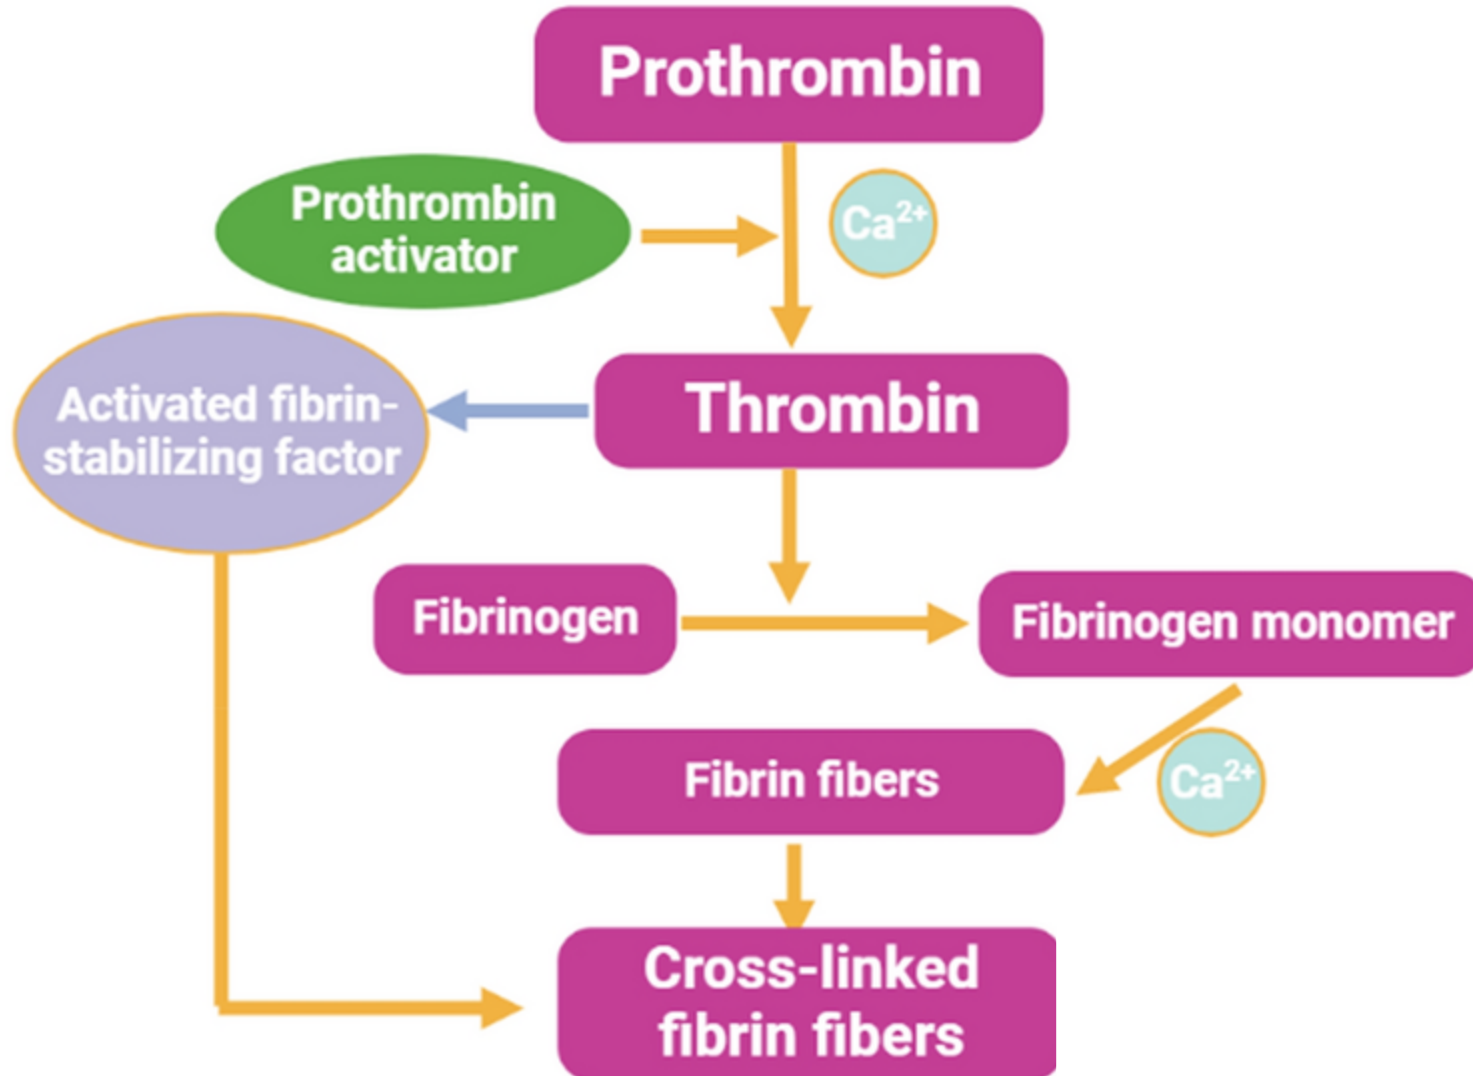 Prothrombin
Prothrombin
activator
Ca²⁺
Activated fibrin-
stabilizing factor
Thrombin
Fibrinogen
Fibrinogen monomer
Fibrin fibers
Ca²⁺
Cross-linked
fibrin fibers